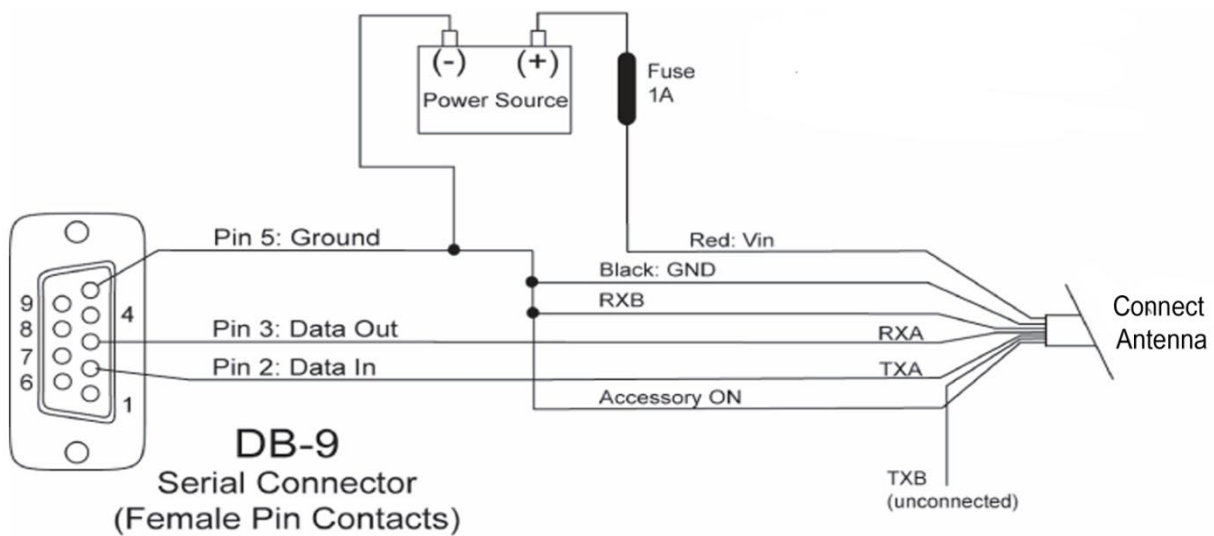 (-)
(+)
Power Source
Fuse
1A
Pin 5: Ground
Red: Vin
Black: GND
RXB
9
8
7
6
4
1
Pin 3: Data Out
RXA
Pin 2: Data In
TXA
Accessory ON
Connect
Antenna
DB-9
Serial Connector
(Female Pin Contacts)
TXB
(unconnected)